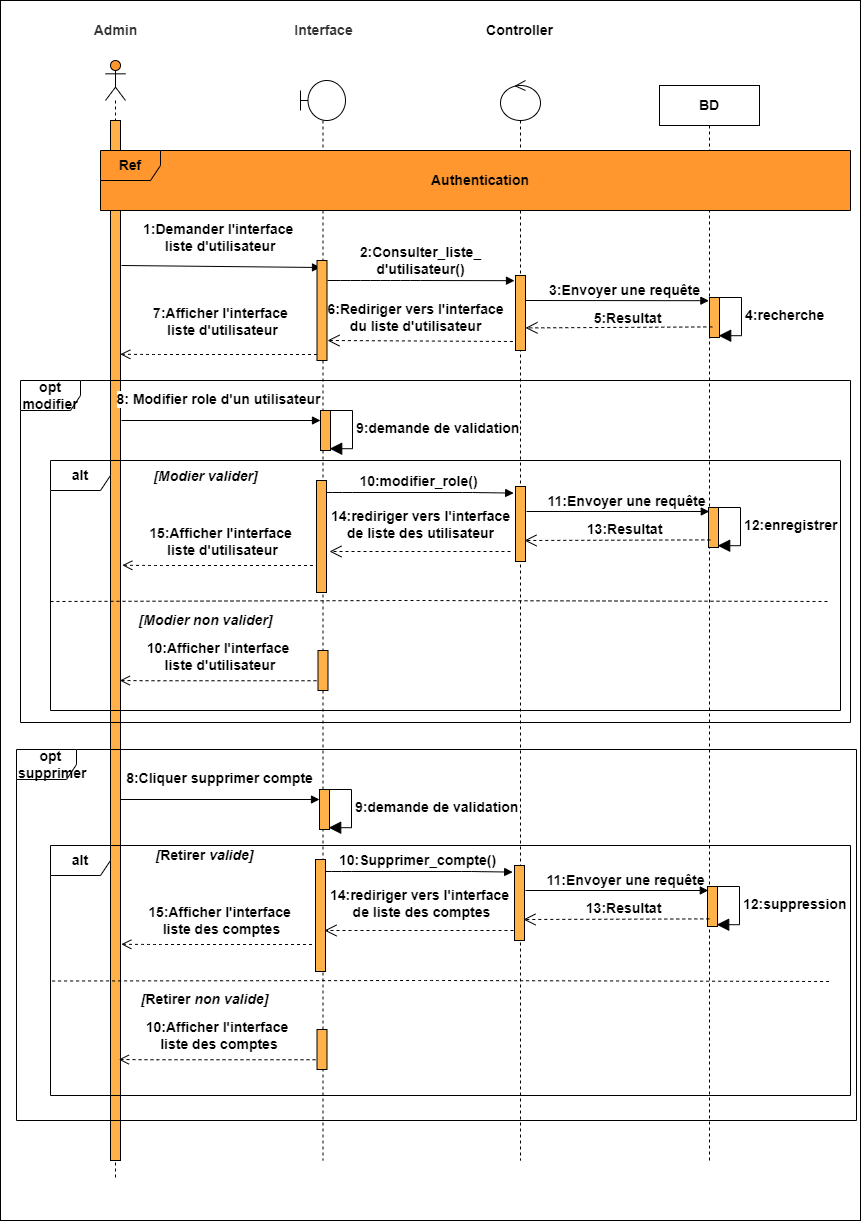 Admin
Interface
Controller
BD
Ref
Authentication
1:Demander l'interface
liste d'utilisateur
2:Consulter_liste_
d'utilisateur()
3:Envoyer une requête
4:recherche
5:Resultat
6:Rediriger vers l'interface
du liste d'utilisateur
7:Afficher l'interface
liste d'utilisateur
opt
modifier
8: Modifier role d'un utilisateur
9:demande de validation
alt
[Modier valider]
10:modifier_role()
11:Envoyer une requête
12:enregistrer
13:Resultat
14:rediriger vers l'interface
de liste des utilisateur
15:Afficher l'interface
liste d'utilisateur
[Modier non valider]
10:Afficher l'interface
liste d'utilisateur
opt
supprimer
8:Cliquer supprimer compte
9:demande de validation
alt
[Retirer valide]
10:Supprimer_compte()
11:Envoyer une requête
12:suppression
13:Resultat
14:rediriger vers l'interface
de liste des comptes
15:Afficher l'interface
liste des comptes
[Retirer non valide]
10:Afficher l'interface
liste des comptes